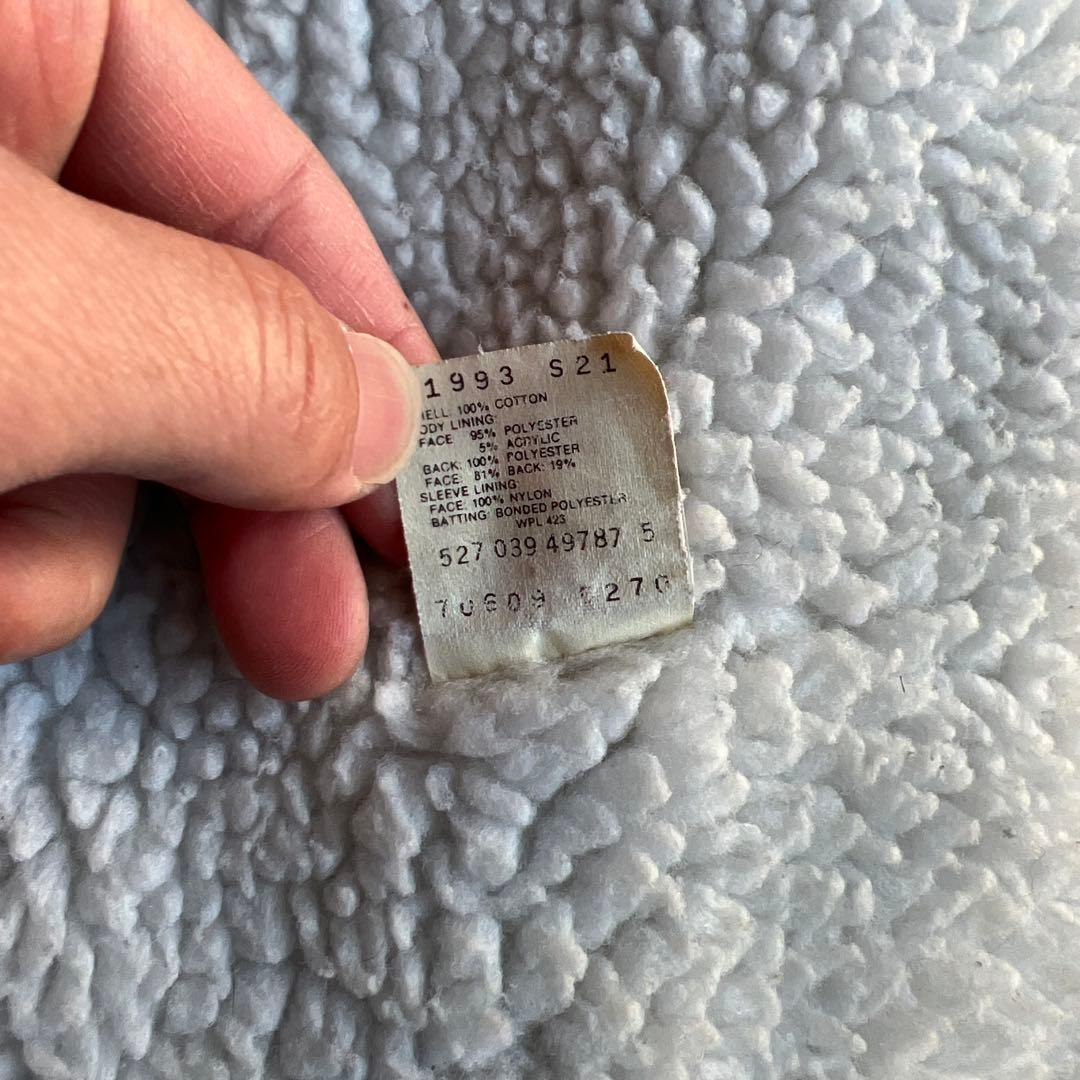 1993 S21
HELL: 100% COTTON
ODY LINING:
FACE 95% POLYESTER
5% ACRYLIC
BACK: 100% POLYESTER
FACE: 81% BACK: 19%
SLEEVE LINING:
FACE: 100% NYLON
BATTING: BONDED POLYESTER
WPL 423
527 039 49787 5
70609